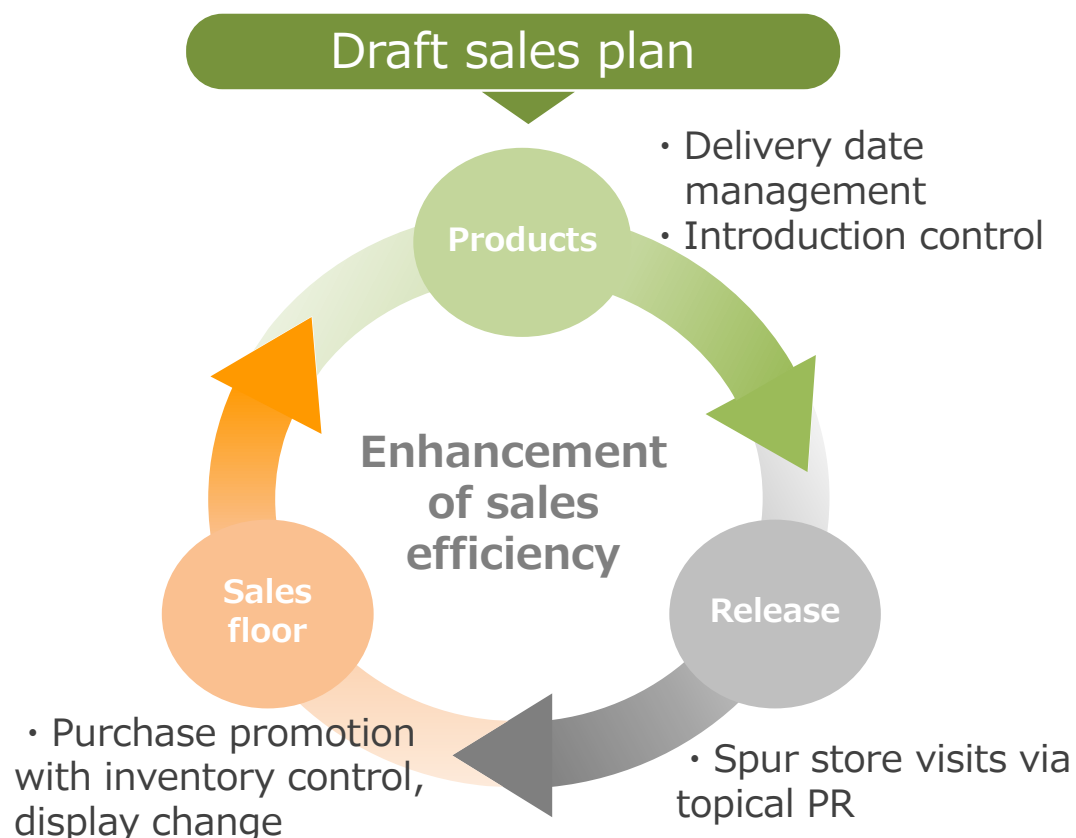 Draft sales plan
・Delivery date
management
・Introduction control
Products
Enhancement
of sales
efficiency
Release
Sales
floor
・Purchase promotion
with inventory control,
display change
・Spur store visits via
topical PR